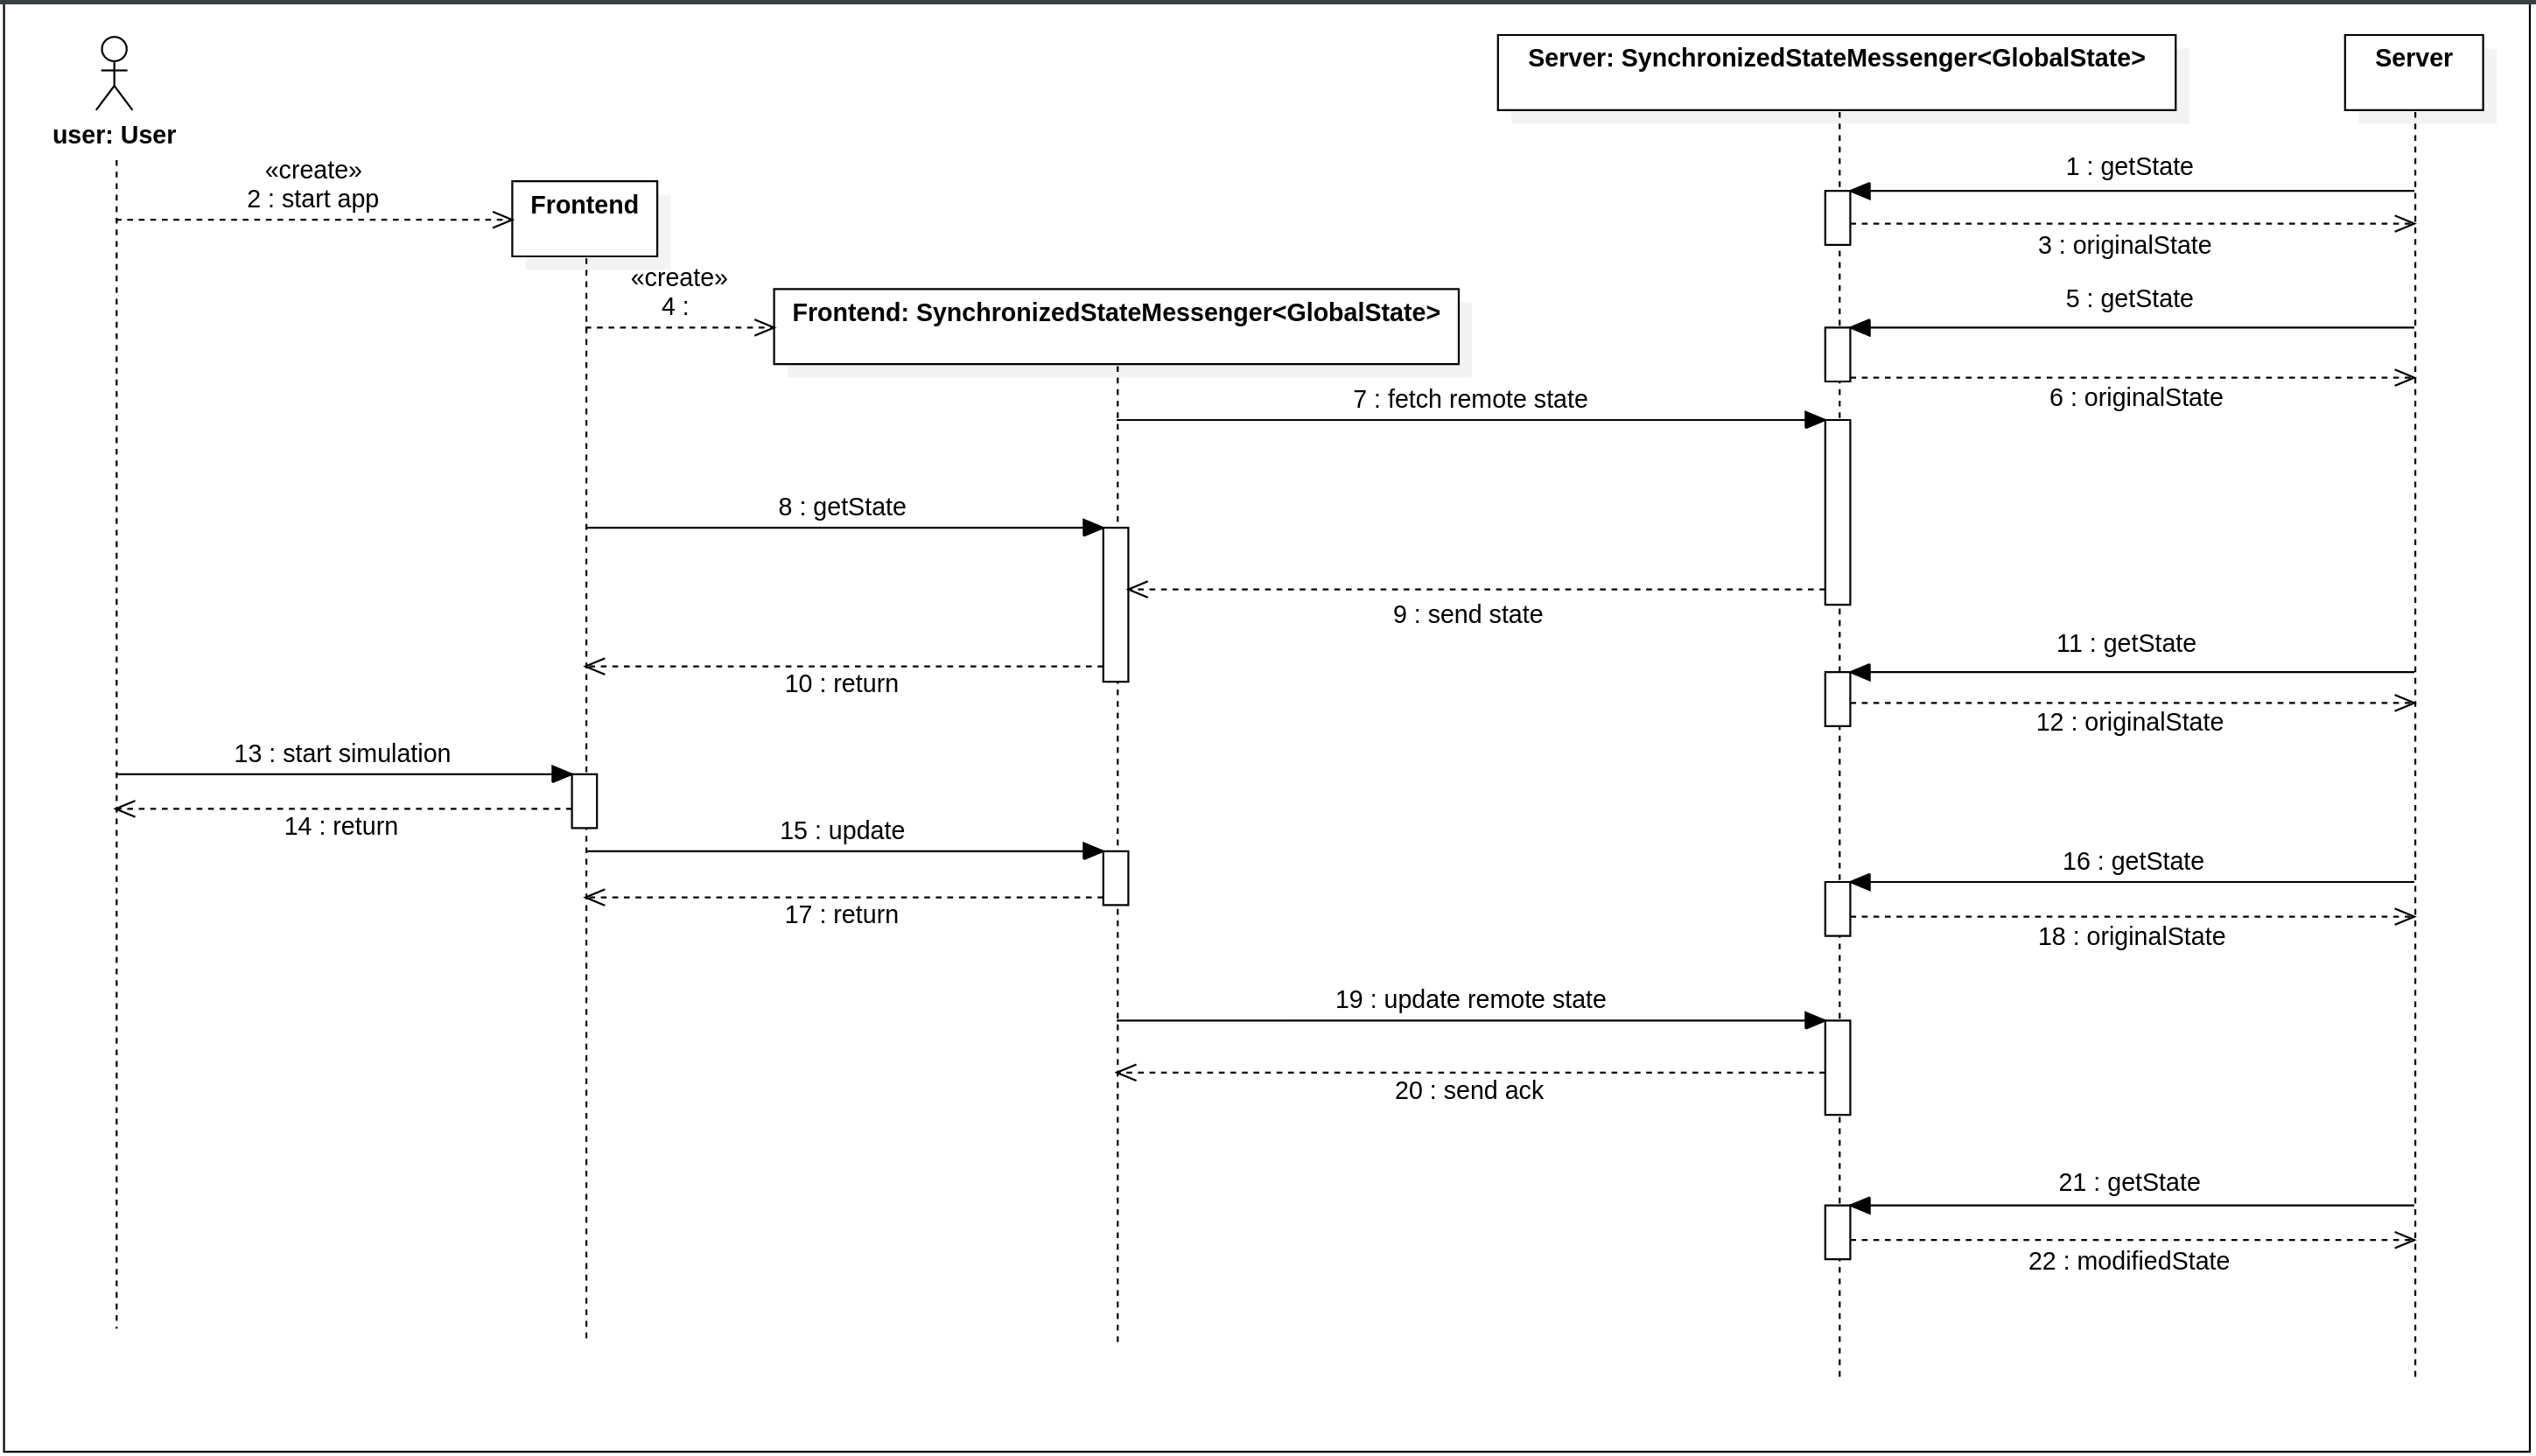 Server: SynchronizedStateMessenger<GlobalState>
Server
user: User
«create»
2 : start app
Frontend
1 : getState
3 : originalState
«create»
4 :
Frontend: SynchronizedStateMessenger<GlobalState>
5 : getState
6 : originalState
7 : fetch remote state
8 : getState
9 : send state
10 : return
11 : getState
12 : originalState
13 : start simulation
14 : return
15 : update
16 : getState
17 : return
18 : originalState
19 : update remote state
20 : send ack
21 : getState
22 : modifiedState